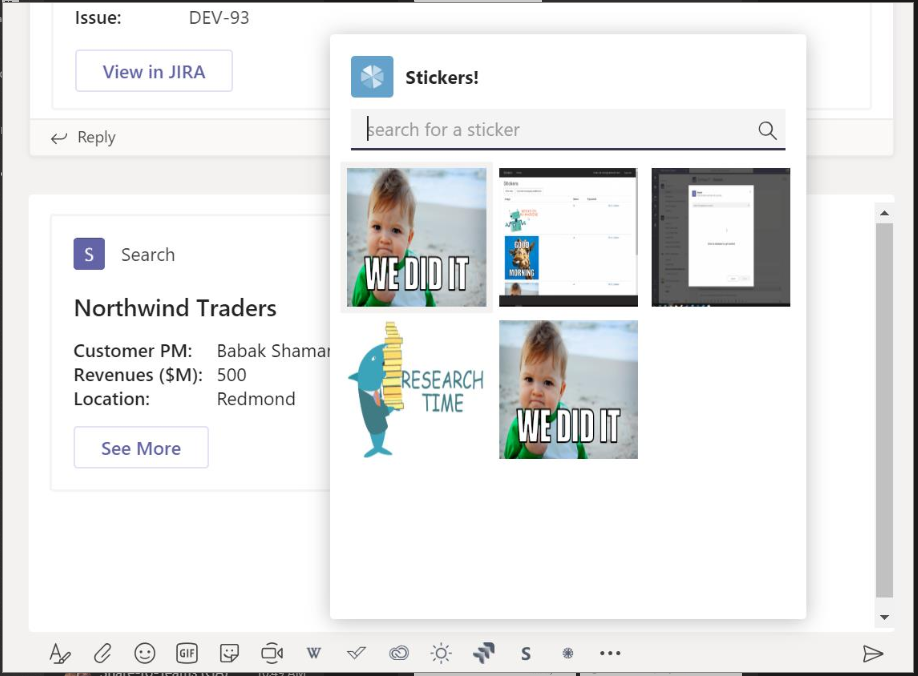 Issue: DEV-93
View in JIRA
Reply
S Search
Northwind Traders
Customer PM: Babak Shamar
Revenues ($M): 500
Location: Redmond
See More
Stickers!
search for a sticker
WE DID IT
Stickers
GOOD
MORNING
RESEARCH
TIME
WE DID IT
GIF
W
S